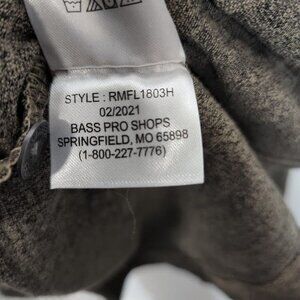 STYLE : RMFL1803H
02/2021
BASS PRO SHOPS
SPRINGFIELD, MO 65898
(1-800-227-7776)